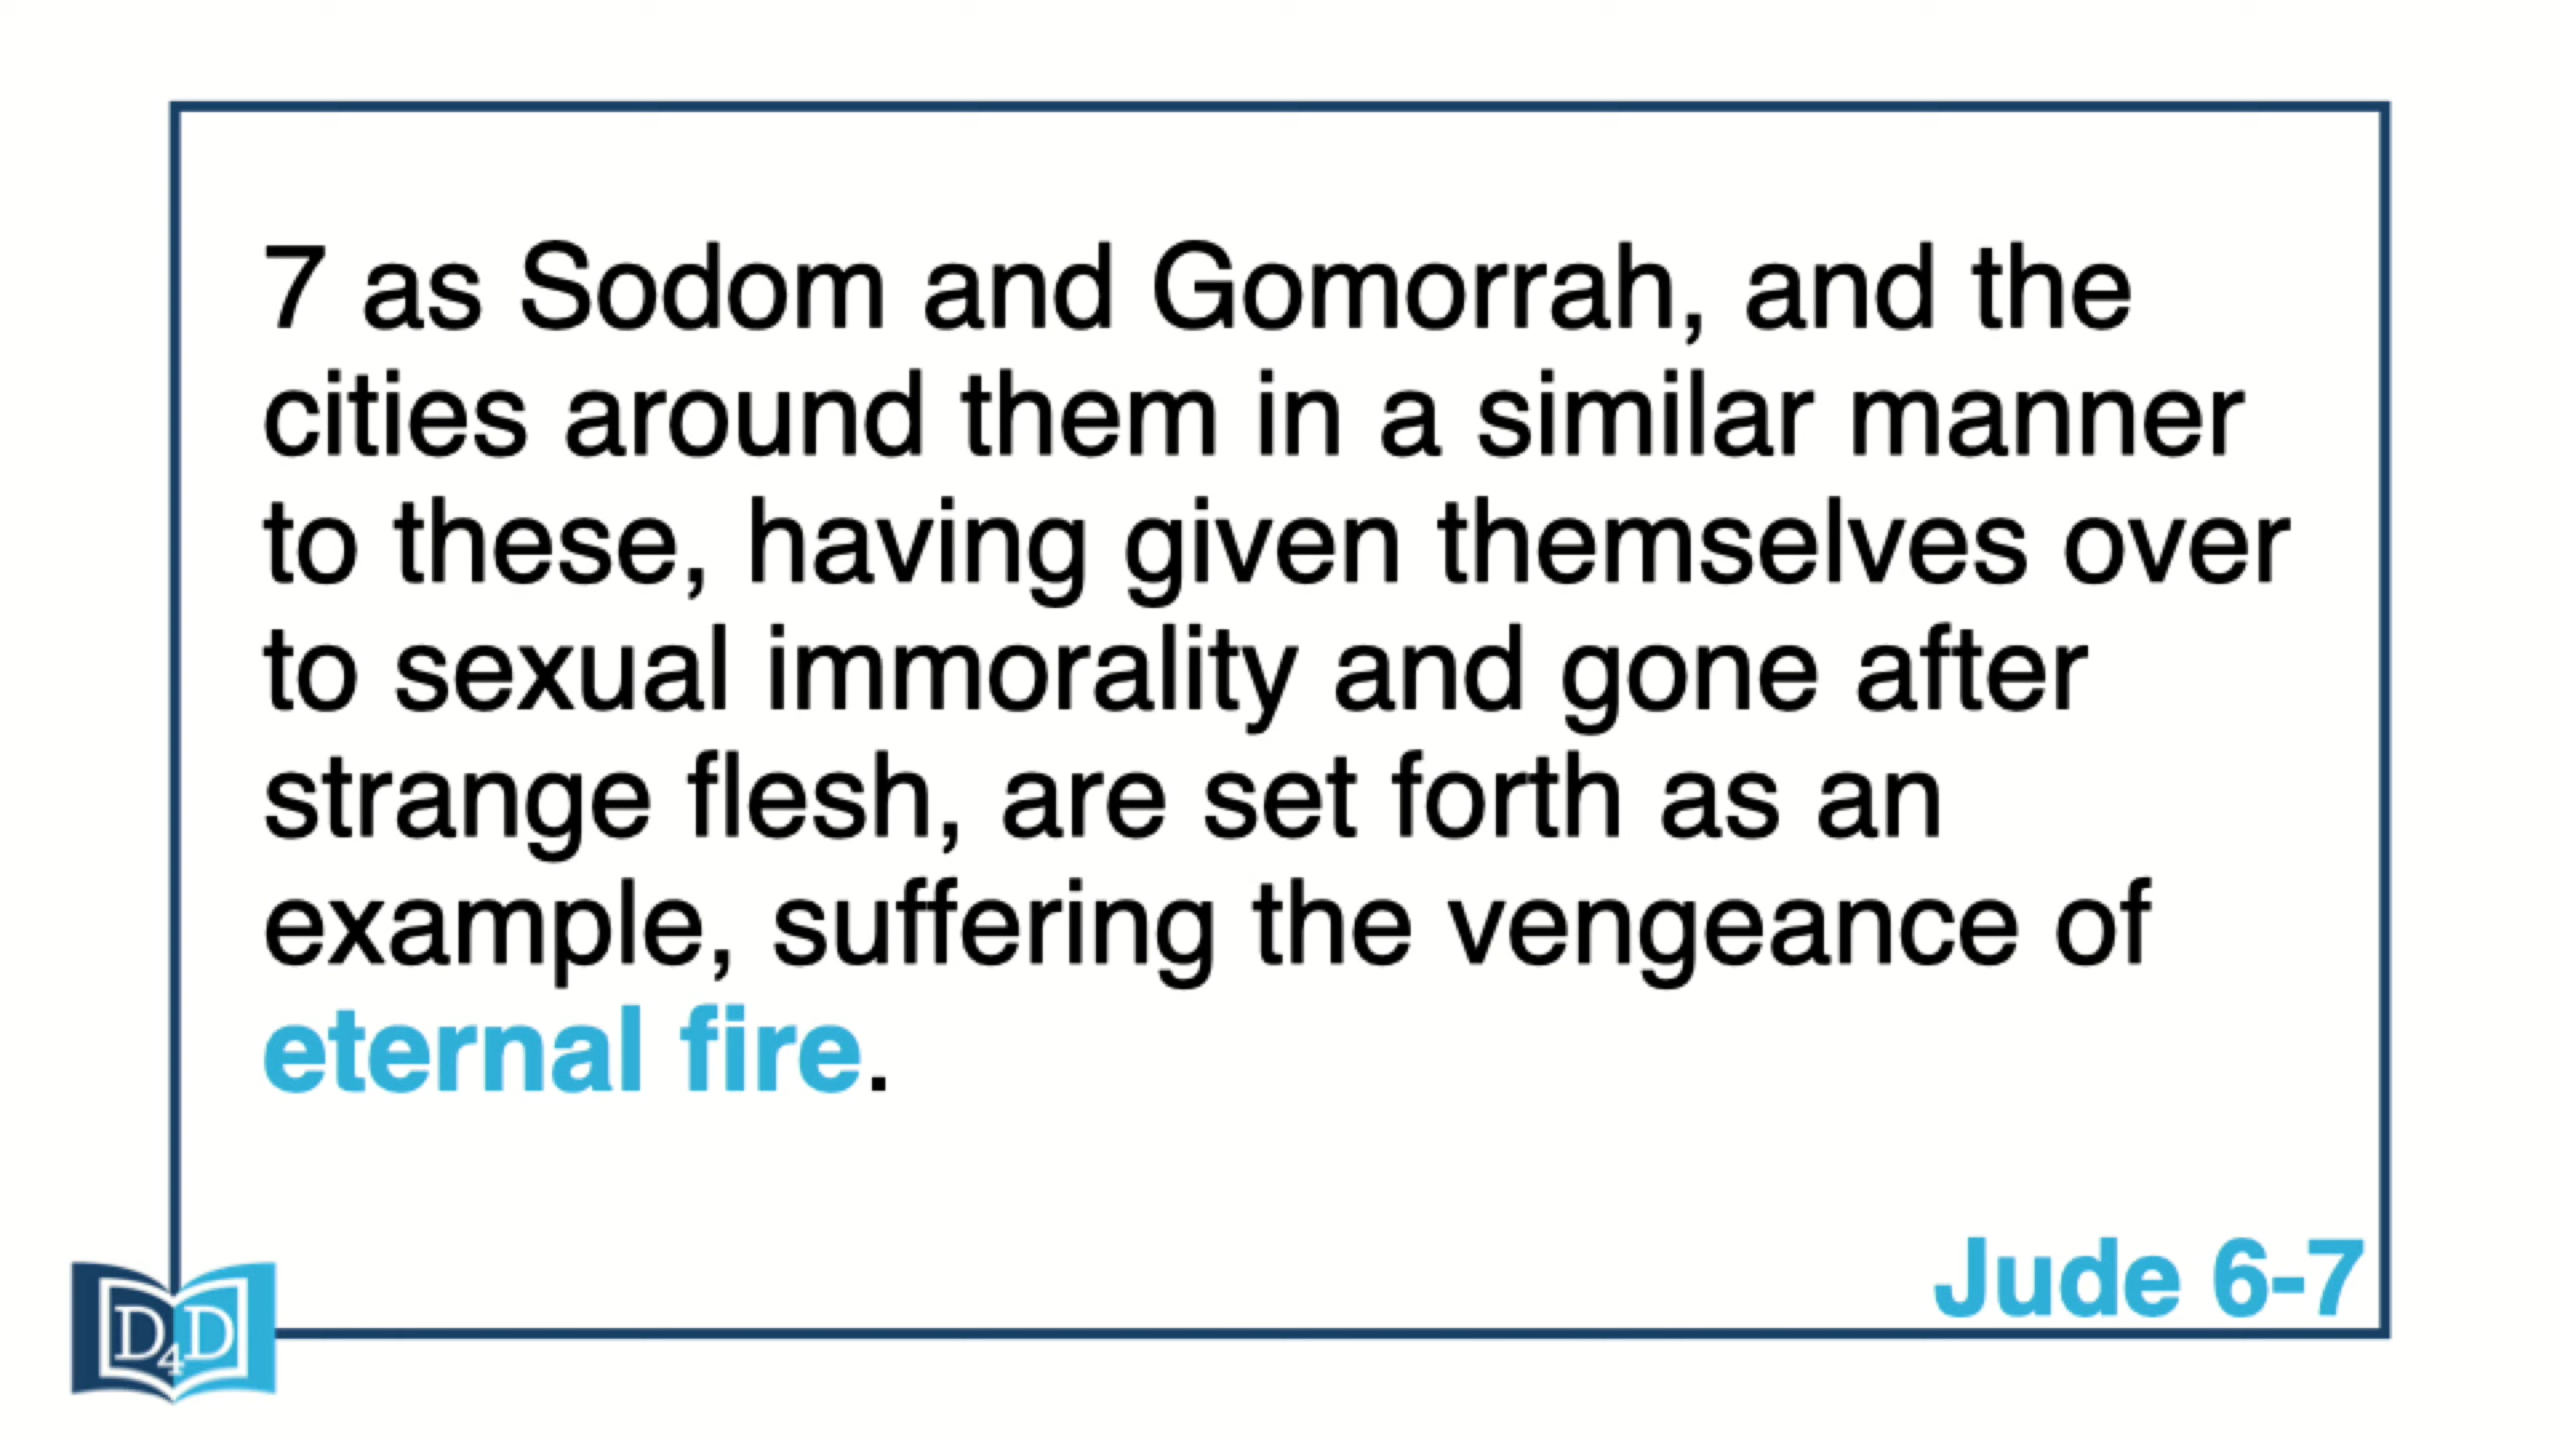 7 as Sodom and Gomorrah, and the
cities around them in a similar manner
to these, having given themselves over
to sexual immorality and gone after
strange flesh, are set forth as an
example, suffering the vengeance of
eternal fire.
Jude 6-7
D4D